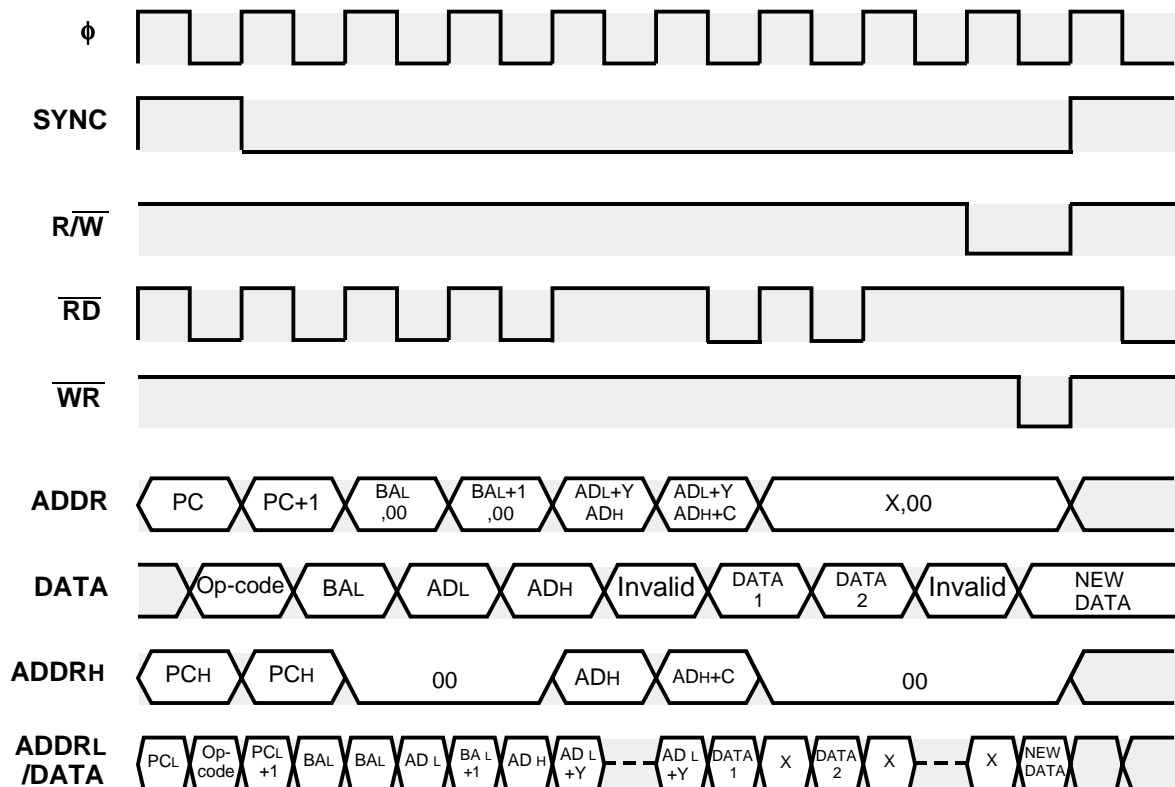 ϕ
SYNC
R/W
RD
WR
ADDR
PC
PC+1
BAL
,00
BAL+1
,00
ADL+Y
ADH
ADL+Y
ADH+C
X,00
DATA
Op-code
BAL
ADL
ADH
Invalid
DATA
1
DATA
2
Invalid
NEW
DATA
ADDRH
PCH
PCH
00
ADH
ADH+C
00
ADDRL
/DATA
PCL
Op-
code
PCL
+1
BAL
BAL
AD L
BA L
+1
AD H
AD L
+Y
AD L
+Y
DATA
1
X
DATA
2
X
X
NEW
DATA